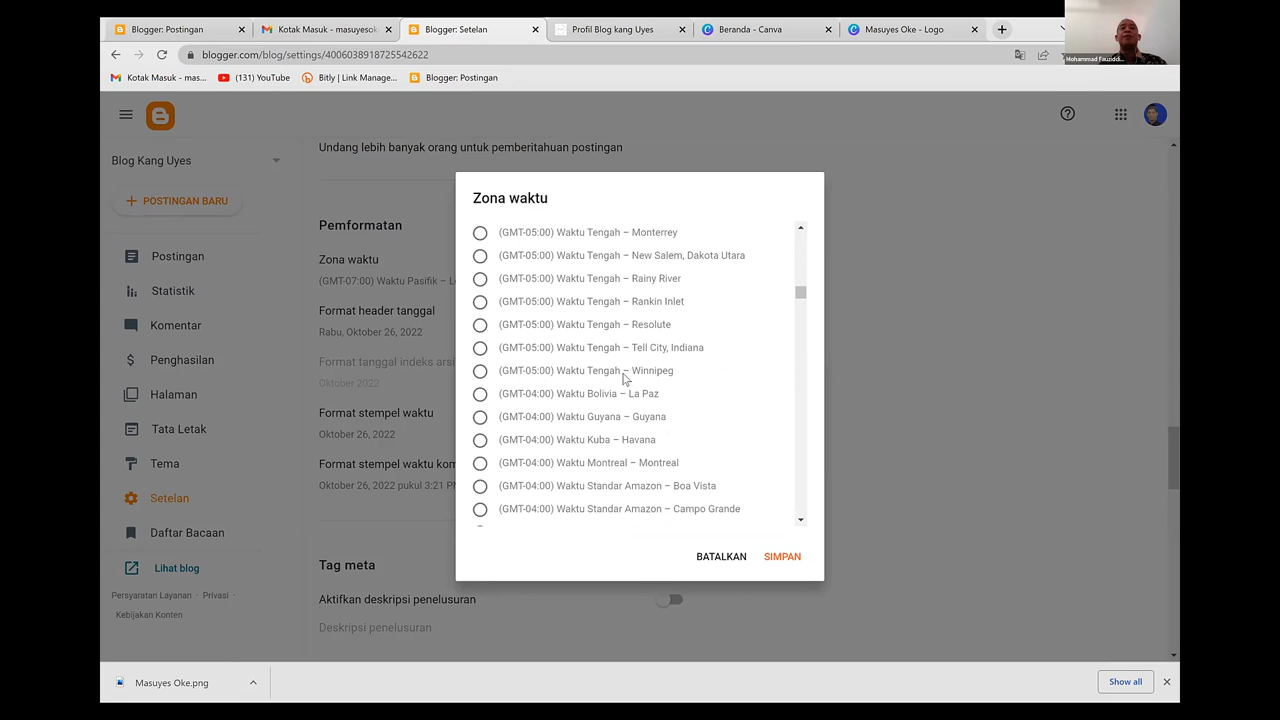 Blogger: Postingan
Kotak Masuk - masuyesok
Blogger: Setelan
Profil Blog kang Uyes
Beranda - Canva
Masuyes Oke - Logo
blogger.com/blog/settings/4006038918725542622
Mohammad Fauziddi...
Kotak Masuk - mas...
(131) YouTube
Bitly | Link Manage...
Blogger: Postingan
Blog Kang Uyes
POSTINGAN BARU
Postingan
Statistik
Komentar
Penghasilan
Halaman
Tata Letak
Tema
Setelan
Daftar Bacaan
Lihat blog
Persyaratan Layanan · Privasi ·
Kebijakan Konten
Undang lebih banyak orang untuk pemberitahuan postingan
Pemformatan
Zona waktu
(GMT-07:00) Waktu Pasifik –
Format header tanggal
Rabu, Oktober 26, 2022
Format tanggal indeks
Oktober 2022
Format stempel waktu
Oktober 26, 2022
Format stempel waktu
Oktober 26, 2022 pukul 3:21
Tag meta
Aktifkan deskripsi penelusuran
Deskripsi penelusuran
Zona waktu
(GMT-05:00) Waktu Tengah – Monterrey
(GMT-05:00) Waktu Tengah – New Salem, Dakota Utara
(GMT-05:00) Waktu Tengah – Rainy River
(GMT-05:00) Waktu Tengah – Rankin Inlet
(GMT-05:00) Waktu Tengah – Resolute
(GMT-05:00) Waktu Tengah – Tell City, Indiana
(GMT-05:00) Waktu Tengah – Winnipeg
(GMT-04:00) Waktu Bolivia – La Paz
(GMT-04:00) Waktu Guyana – Guyana
(GMT-04:00) Waktu Kuba – Havana
(GMT-04:00) Waktu Montreal – Montreal
(GMT-04:00) Waktu Standar Amazon – Boa Vista
(GMT-04:00) Waktu Standar Amazon – Campo Grande
BATALKAN
SIMPAN
Masuyes Oke.png
Show all